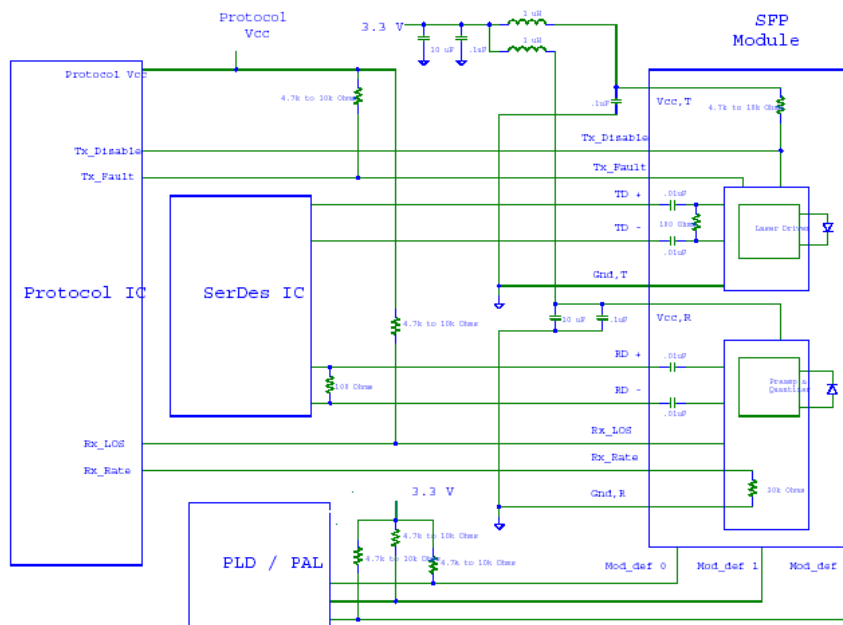 Protocol
Vcc
3.3 V
1 uH
SFP
Module
10 uF
.1uF
1 uH
Protocol Vcc
4.7k to 10k Ohms
.1uF
Vcc,T
4.7k to 10k Ohms
Tx_Disable
Tx_Disable
Tx_Fault
Tx_Fault
TD +
.01uF
100 Ohms
TD -
Laser Driver
.01uF
Gnd,T
Protocol IC
SerDes IC
10 uF
.1uF
Vcc,R
4.7k to 10k Ohms
RD +
.01uF
100 Ohms
Preamp &
Quantizer
RD -
.01uF
Rx_LOS
Rx_LOS
Rx_Rate
Rx_Rate
3.3 V
Gnd,R
30k Ohms
4.7k to 10k Ohms
4.7k to 10k Ohms
4.7k to 10k Ohms
PLD / PAL
Mod_def 0
Mod_def 1
Mod_def